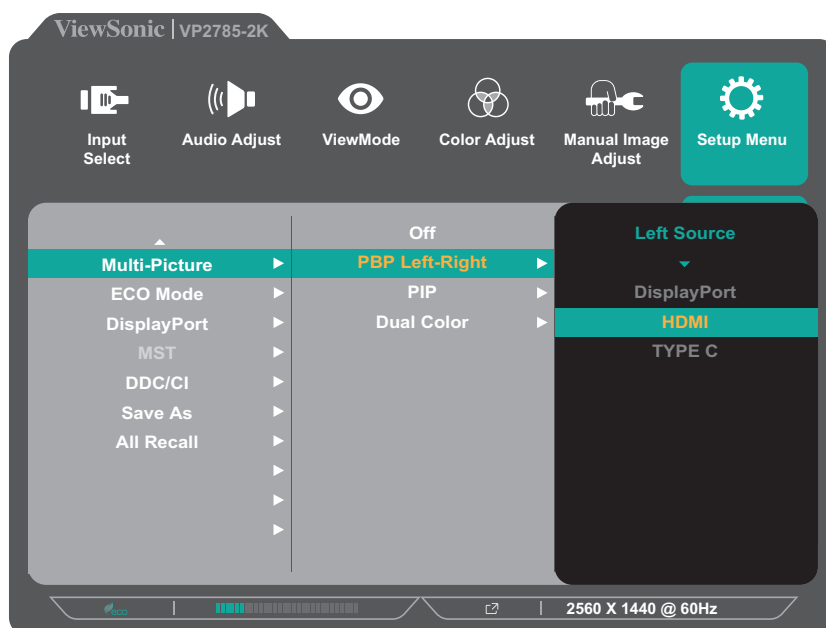 ViewSonic | VP2785-2K
Input Select
Audio Adjust
ViewMode
Color Adjust
Manual Image Adjust
Setup Menu
Multi-Picture
ECO Mode
DisplayPort
MST
DDC/CI
Save As
All Recall
Off
PBP Left-Right
PIP
Dual Color
Left Source
DisplayPort
HDMI
TYPE C
eco
2560 X 1440 @ 60Hz